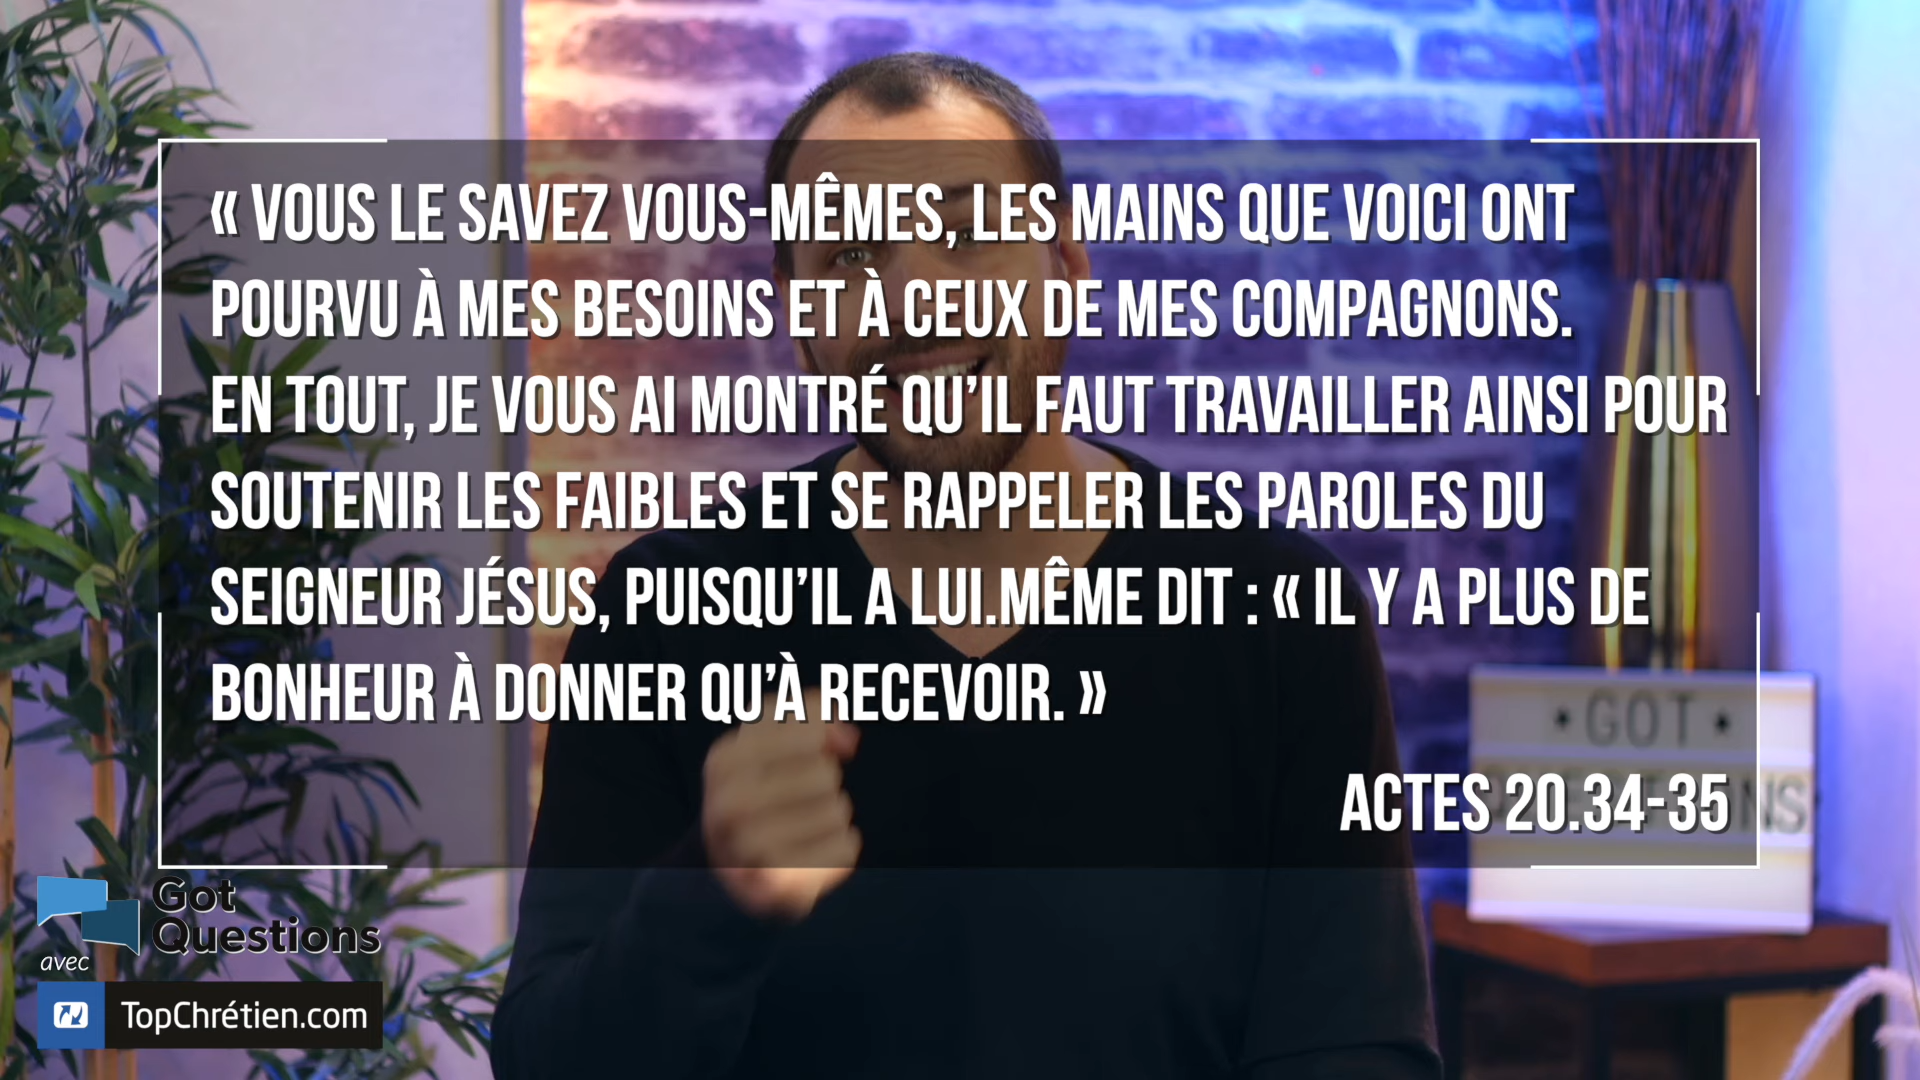 « VOUS LE SAVEZ VOUS-MÊMES, LES MAINS QUE VOICI ONT
POURVU À MES BESOINS ET À CEUX DE MES COMPAGNONS.
EN TOUT, JE VOUS AI MONTRÉ QU’IL FAUT TRAVAILLER AINSI POUR
SOUTENIR LES FAIBLES ET SE RAPPELER LES PAROLES DU
SEIGNEUR JÉSUS, PUISQU’IL A LUI.MÊME DIT : « IL Y A PLUS DE
BONHEUR À DONNER QU’À RECEVOIR. »
GOT
ACTES 20.34-35
Got
Questions
avec
TopChrétien.com